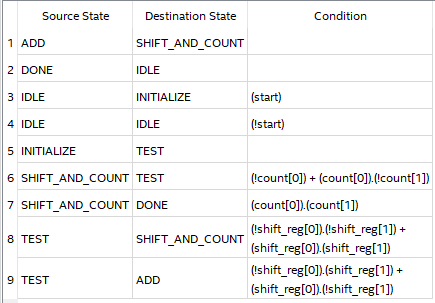 Source State Destination State Condition
1 ADD SHIFT_AND_COUNT
2 DONE IDLE
3 IDLE INITIALIZE (start)
4 IDLE IDLE (!start)
5 INITIALIZE TEST
6 SHIFT_AND_COUNT TEST (!count[0]) + (count[0]).(!count[1])
7 SHIFT_AND_COUNT DONE (count[0]).(count[1])
8 TEST SHIFT_AND_COUNT (!shift_reg[0]).(!shift_reg[1]) +
(shift_reg[0]).(shift_reg[1])
9 TEST ADD (!shift_reg[0]).(shift_reg[1]) +
(shift_reg[0]).(!shift_reg[1])